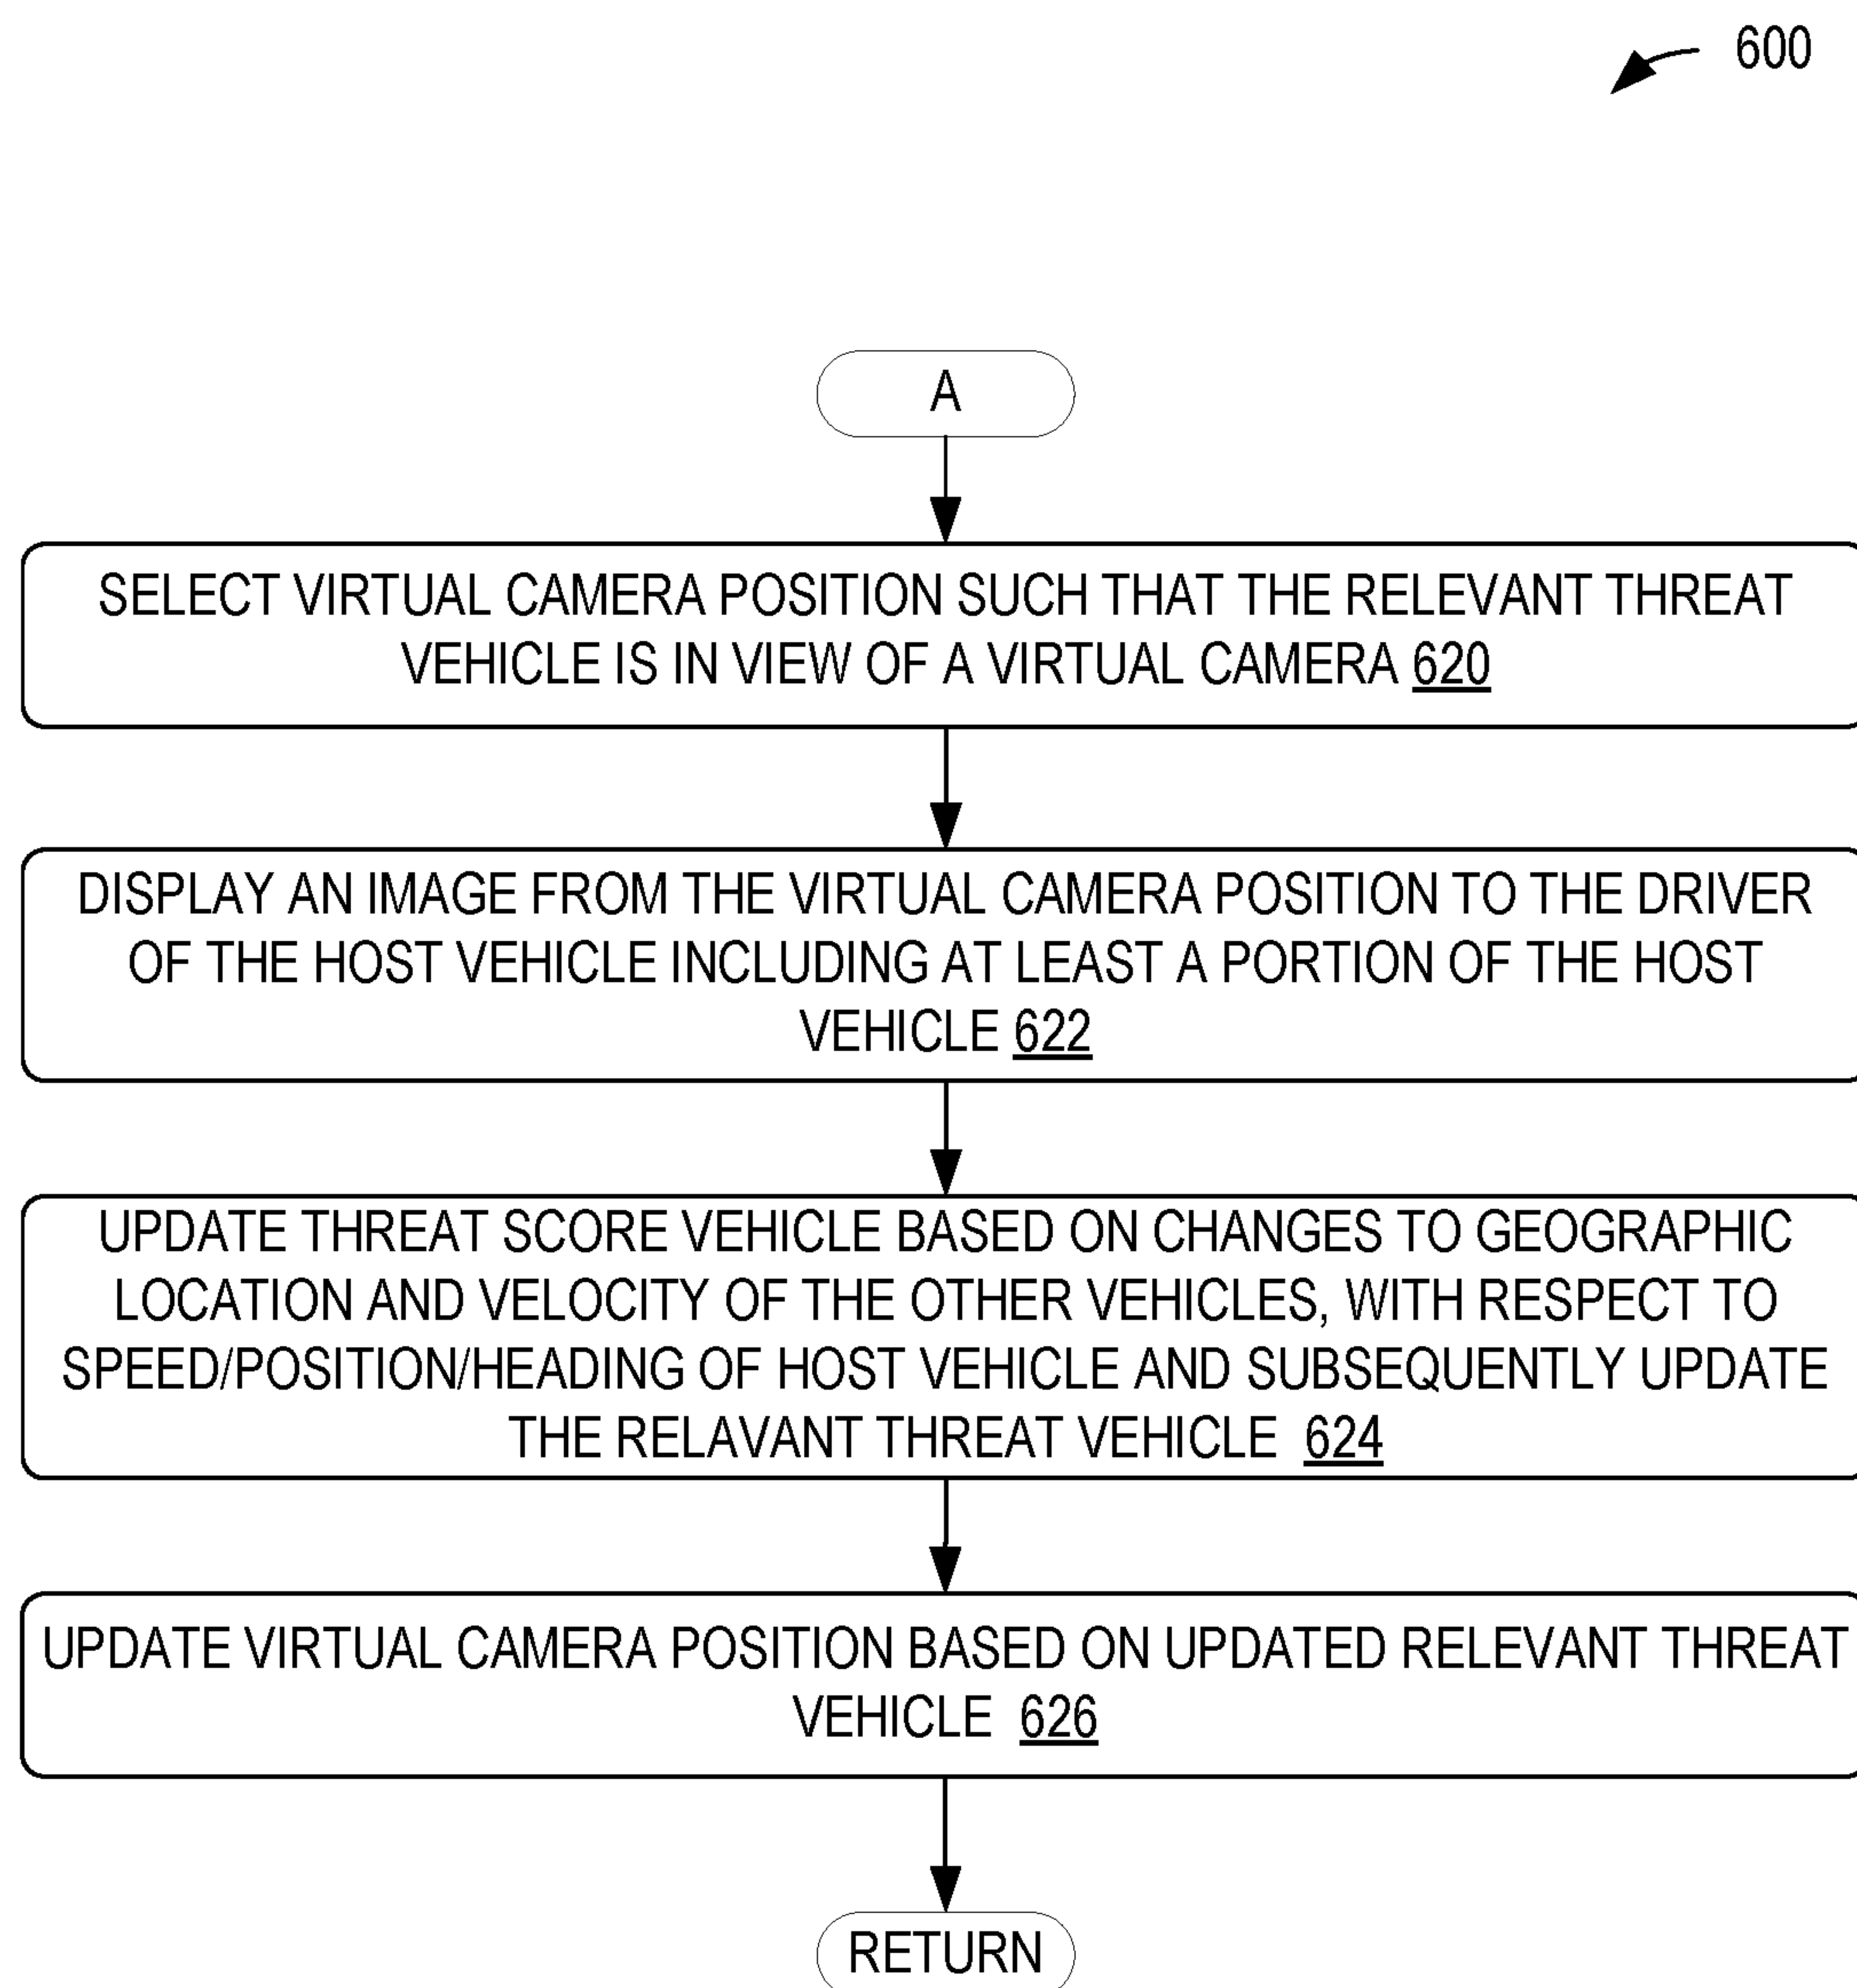 600
A
SELECT VIRTUAL CAMERA POSITION SUCH THAT THE RELEVANT THREAT
VEHICLE IS IN VIEW OF A VIRTUAL CAMERA 620
DISPLAY AN IMAGE FROM THE VIRTUAL CAMERA POSITION TO THE DRIVER
OF THE HOST VEHICLE INCLUDING AT LEAST A PORTION OF THE HOST
VEHICLE 622
UPDATE THREAT SCORE VEHICLE BASED ON CHANGES TO GEOGRAPHIC
LOCATION AND VELOCITY OF THE OTHER VEHICLES, WITH RESPECT TO
SPEED/POSITION/HEADING OF HOST VEHICLE AND SUBSEQUENTLY UPDATE
THE RELAVANT THREAT VEHICLE 624
UPDATE VIRTUAL CAMERA POSITION BASED ON UPDATED RELEVANT THREAT
VEHICLE 626
RETURN